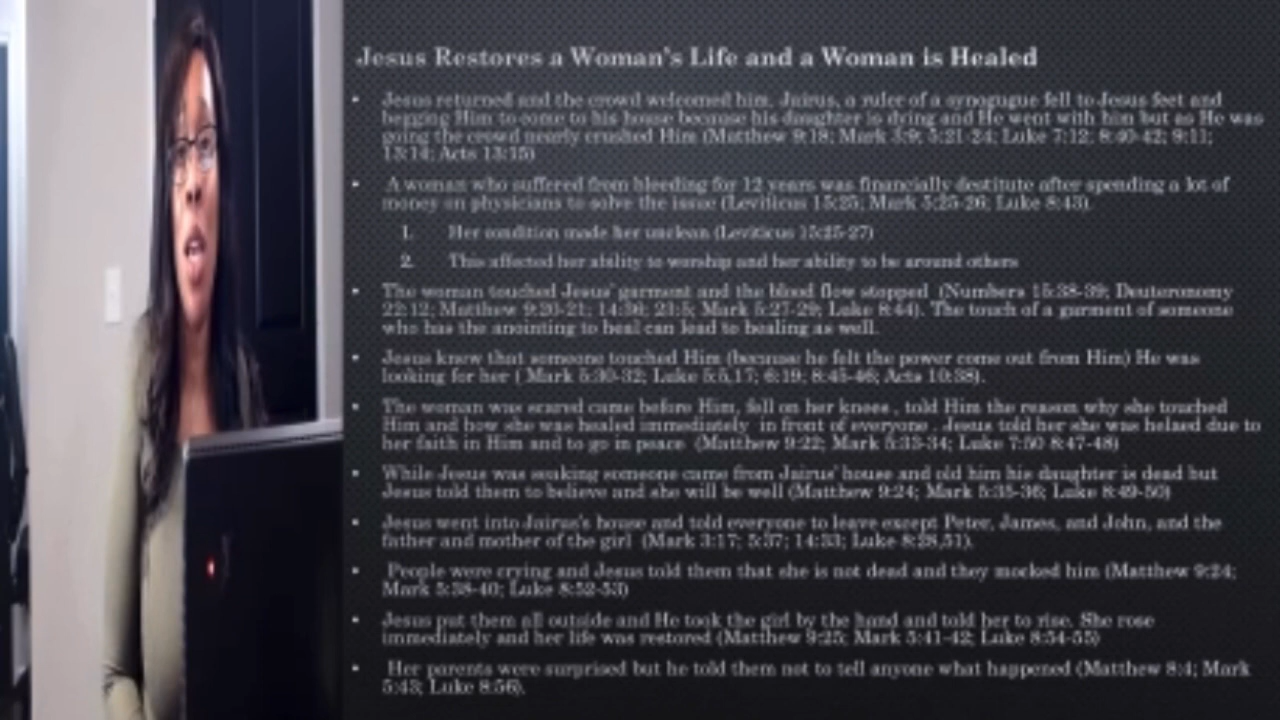 Jesus Restores a Woman's Life and a Woman is Healed
• Jesus returned and the crowd welcomed him. Jairus, a ruler of a synogogue fell to Jesus feet and
begging Him to come to his house because his daughter is dying and He went with him but as He was
going the crowd nearly crushed Him (Matthew 9:18; Mark 3:9; 5:21-24; Luke 7:12; 8:40-42; 9:11;
13:14; Acts 13:15)
• A woman who suffered from bleeding for 12 years was financially destitute after spending a lot of
money on physicians to solve the issue (Leviticus 15:25; Mark 5:25-26; Luke 8:43).
1. Her condition made her unclean (Leviticus 15:25-27)
2. This affected her ability to worship and her ability to be around others
• The woman touched Jesus' garment and the blood flow stopped (Numbers 15:38-39; Deuteronomy
22:12; Matthew 9:20-21; 14:36; 23:5; Mark 5:27-29; Luke 8:44). The touch of a garment of someone
who has the anointing to heal can lead to healing as well.
• Jesus knew that someone touched Him (because he felt the power come out from Him) He was
looking for her ( Mark 5:30-32; Luke 5:5,17; 6:19; 8:45-46; Acts 10:38).
• The woman was scared came before Him, fell on her knees , told Him the reason why she touched
Him and how she was healed immediately in front of everyone . Jesus told her she was helaed due to
her faith in Him and to go in peace (Matthew 9:22; Mark 5:33-34; Luke 7:50 8:47-48)
• While Jesus was seaking someone came from Jairus' house and old him his daughter is dead but
Jesus told them to believe and she will be well (Matthew 9:24; Mark 5:35-36; Luke 8:49-50)
• Jesus went into Jairus's house and told everyone to leave except Peter, James, and John, and the
father and mother of the girl (Mark 3:17; 5:37; 14:33; Luke 9:28,51).
• People were crying and Jesus told them that she is not dead and they mocked him (Matthew 9:24;
Mark 5:38-40; Luke 8:52-53)
• Jesus put them all outside and He took the girl by the hand and told her to rise. She rose
immediately and her life was restored (Matthew 9:25; Mark 5:41-42; Luke 8:54-55)
• Her parents were surprised but he told them not to tell anyone what happened (Matthew 8:4; Mark
5:43; Luke 8:56).